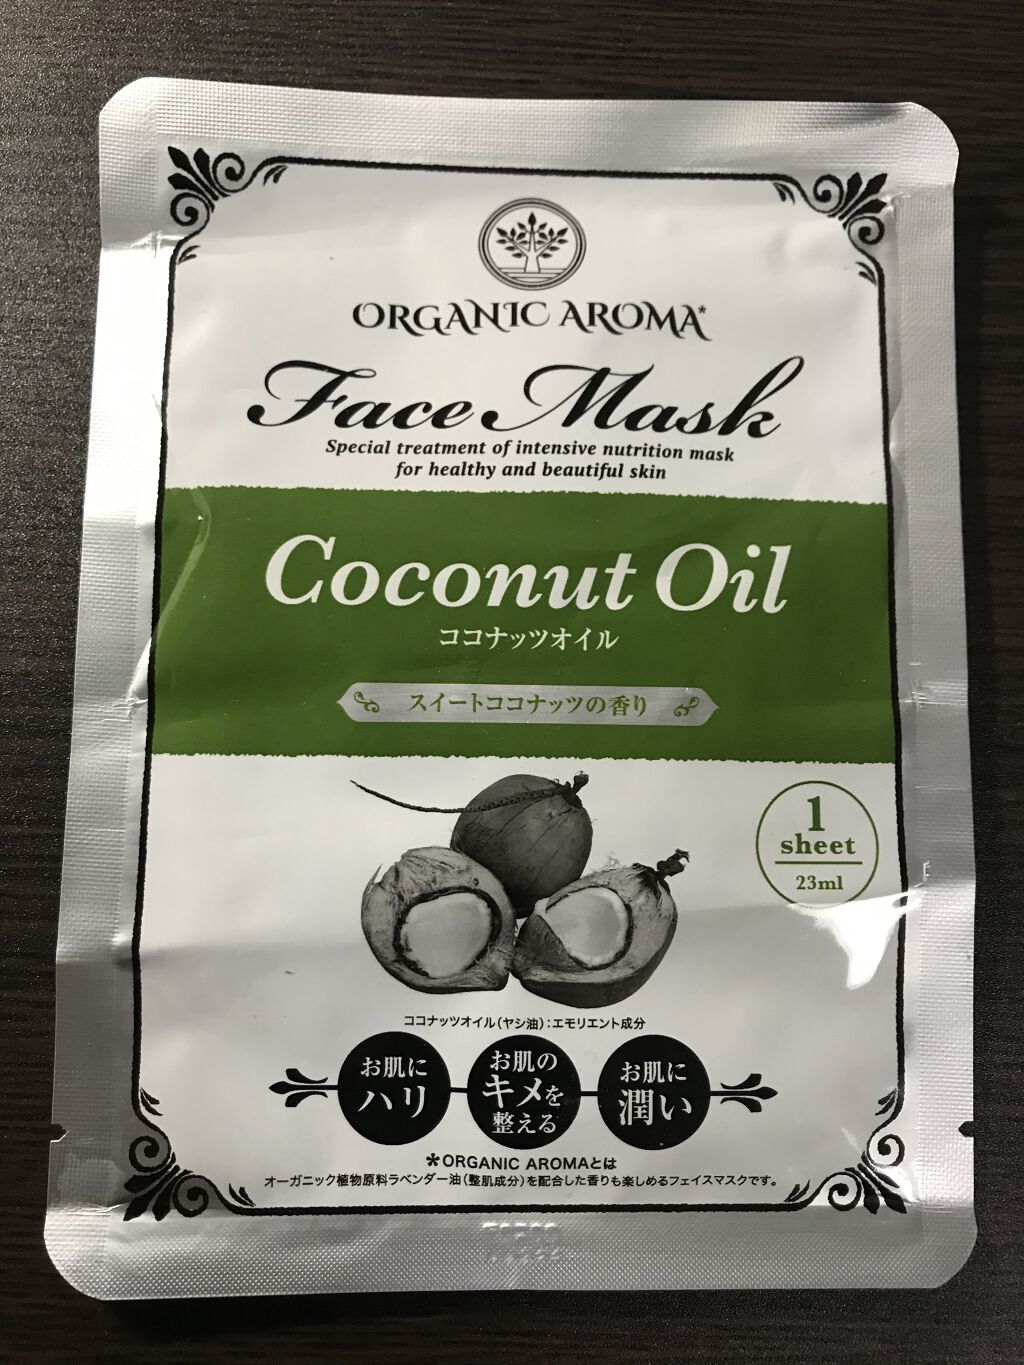 ORGANIC AROMA*
Face Mask
Special treatment of intensive nutrition mask
for healthy and beautiful skin
Coconut Oil
ココナッツオイル
スイートココナッツの香り
1
sheet
23ml
ココナッツオイル(ヤシ油):エモリエント成分
お肌に
ハリ
お肌の
キメを
整える
お肌に
潤い
*ORGANIC AROMAとは
オーガニック植物原料ラベンダー油(整肌成分)を配合した香りも楽しめるフェイスマスクです。